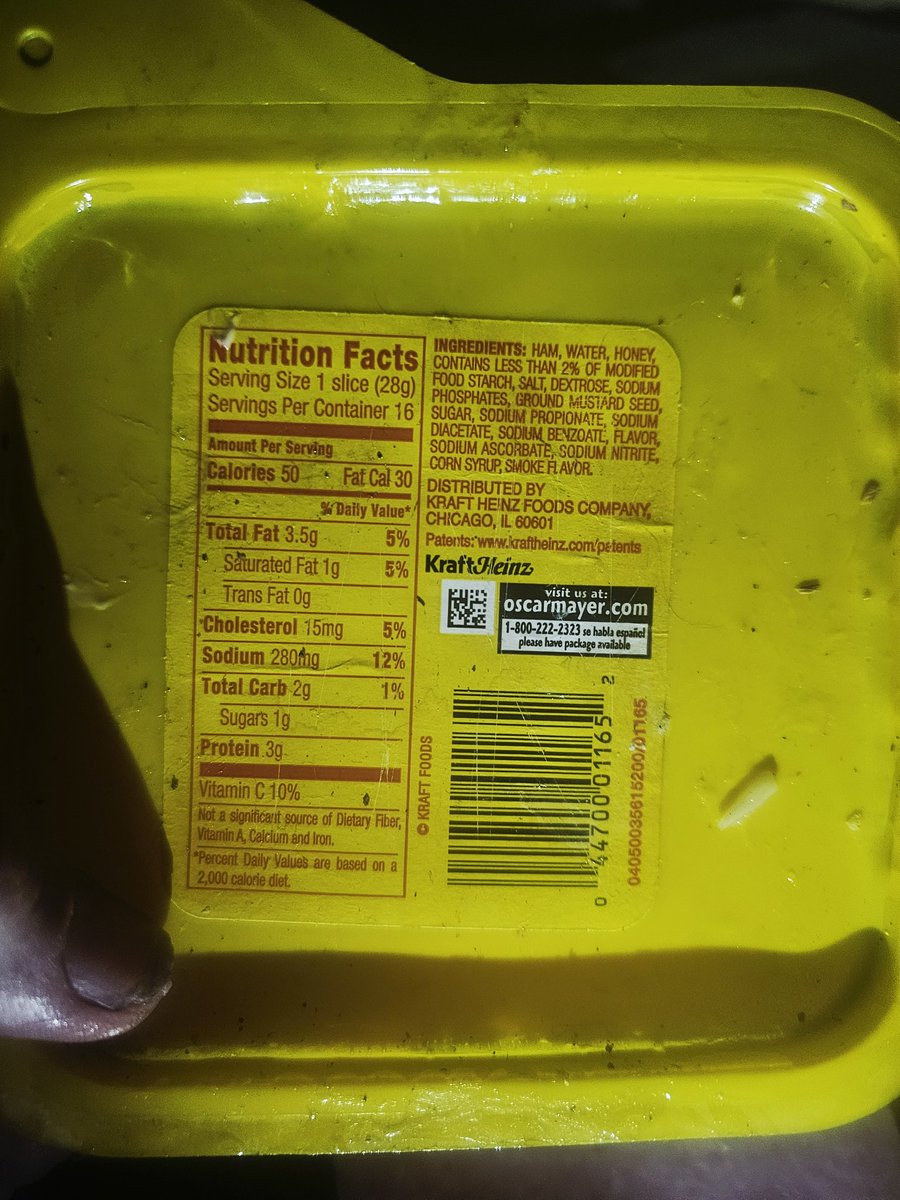 Nutrition Facts
Serving Size 1 slice (28g)
Servings Per Container 16
Amount Per Serving
Calories 50 Fat Cal 30
% Daily Value*
Total Fat 3.5g 5%
Saturated Fat 1g 5%
Trans Fat 0g
Cholesterol 15mg 5%
Sodium 280mg 12%
Total Carb 2g 1%
Sugars 1g
Protein 3g
Vitamin C 10%
Not a significant source of Dietary Fiber,
Vitamin A, Calcium and Iron.
*Percent Daily Values are based on a
2,000 calorie diet.
INGREDIENTS: HAM, WATER, HONEY,
CONTAINS LESS THAN 2% OF MODIFIED
FOOD STARCH, SALT, DEXTROSE, SODIUM
PHOSPHATES, GROUND MUSTARD SEED,
SUGAR, SODIUM PROPIONATE, SODIUM
DIACETATE, SODIUM BENZOATE, FLAVOR,
SODIUM ASCORBATE, SODIUM NITRITE,
CORN SYRUP, SMOKE FLAVOR.
DISTRIBUTED BY
KRAFT HEINZ FOODS COMPANY,
CHICAGO, IL 60601
Patents: www.kraftheinz.com/patents
KraftHeinz
visit us at:
oscarmayer.com
1-800-222-2323 se habla español
please have package available
© KRAFT FOODS
0 44700 01165 2
04050035615200/01165